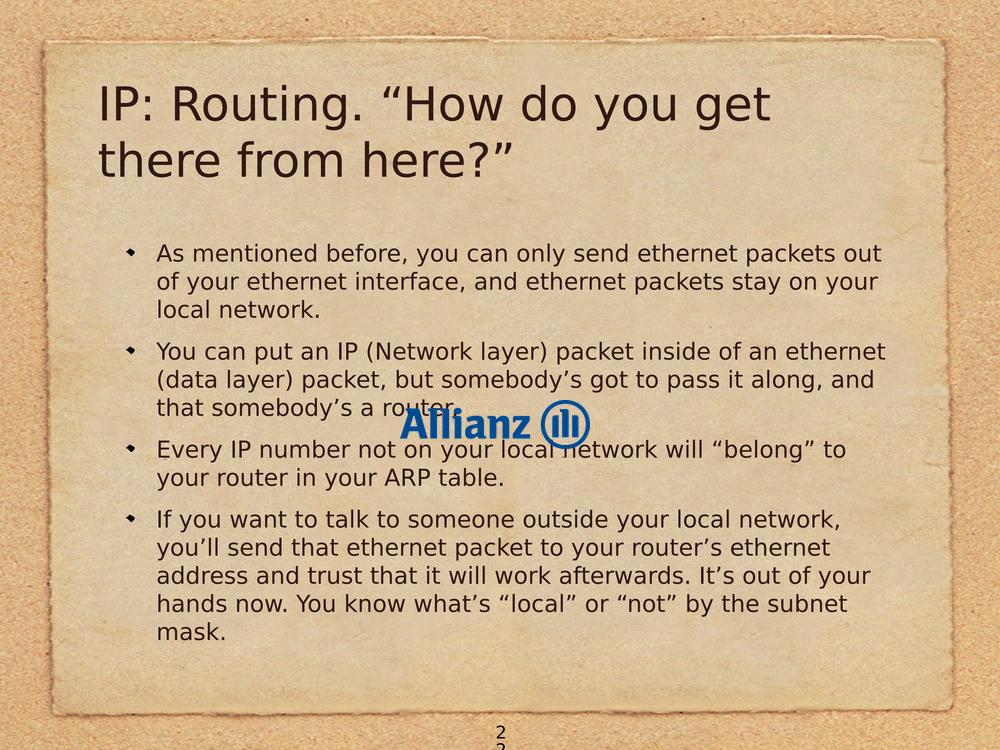 IP: Routing. “How do you get
there from here?”
As mentioned before, you can only send ethernet packets out
of your ethernet interface, and ethernet packets stay on your
local network.
You can put an IP (Network layer) packet inside of an ethernet
(data layer) packet, but somebody’s got to pass it along, and
that somebody’s a router.
Allianz
Every IP number not on your local network will “belong” to
your router in your ARP table.
If you want to talk to someone outside your local network,
you’ll send that ethernet packet to your router’s ethernet
address and trust that it will work afterwards. It’s out of your
hands now. You know what’s “local” or “not” by the subnet
mask.
2
2